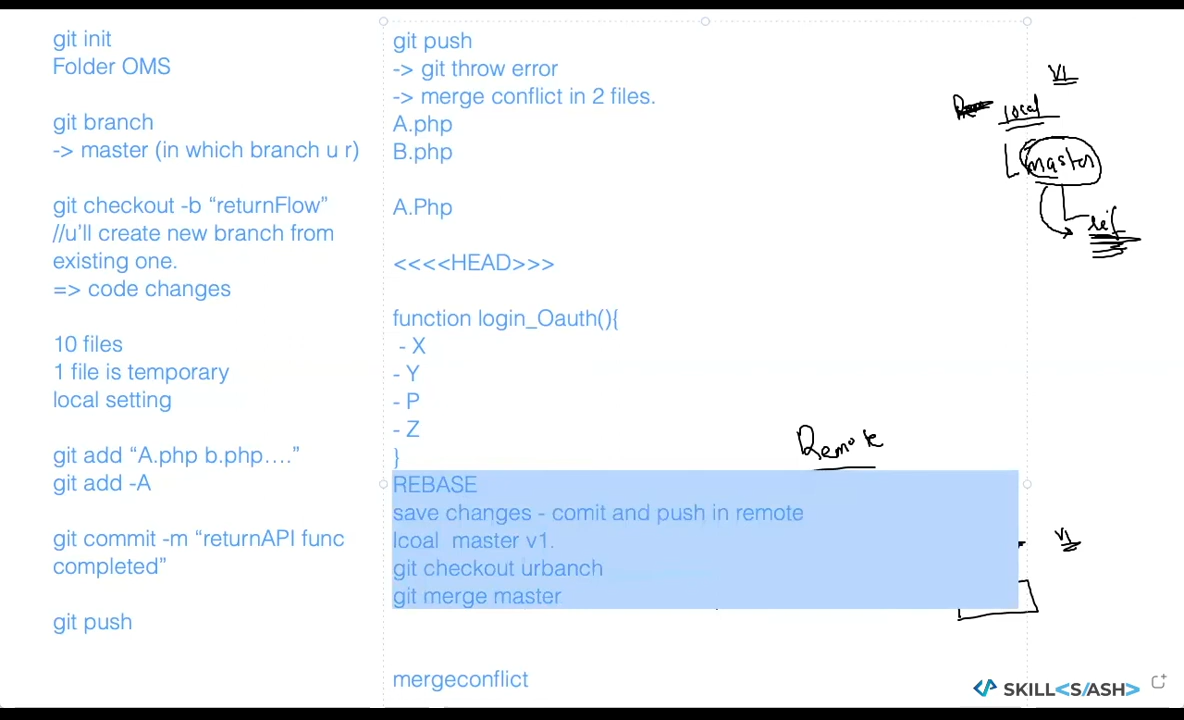 git init
Folder OMS
git branch
-> master (in which branch u r)
git checkout -b “returnFlow”
//u'll create new branch from
existing one.
=> code changes
10 files
1 file is temporary
local setting
git add “A.php b.php....”
git add -A
git commit -m “returnAPI func
completed”
git push
git push
-> git throw error
-> merge conflict in 2 files.
A.php
B.php
A.Php
<<<<HEAD>>>
function login_Oauth(){
- X
- Y
- P
- Z
}
REBASE
save changes - comit and push in remote
lcoal master v1.
git checkout urbanch
git merge master
mergeconflict
V1
local
master
Remote
V1
SKILL<S/ASH>